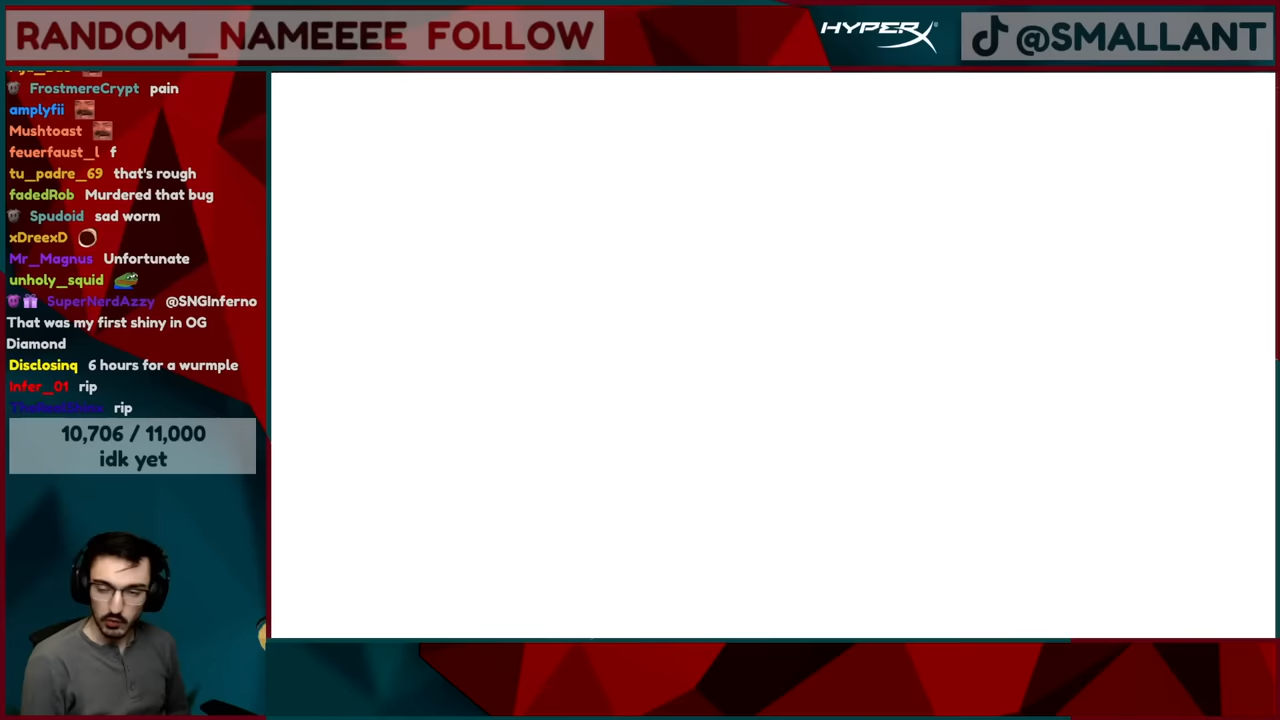 RANDOM_NAMEEEE FOLLOW
HYPERX
@SMALLANT
FrostmereCrypt pain
amplyfii
Mushtoast
feuerfaust_l f
tu_padre_69 that's rough
fadedRob Murdered that bug
Spudoid sad worm
xDreexD
Mr_Magnus Unfortunate
unholy_squid
SuperNerdAzzy @SNGInferno
That was my first shiny in OG
Diamond
Disclosinq 6 hours for a wurmple
Infer_01 rip
rip
10,706 / 11,000
idk yet